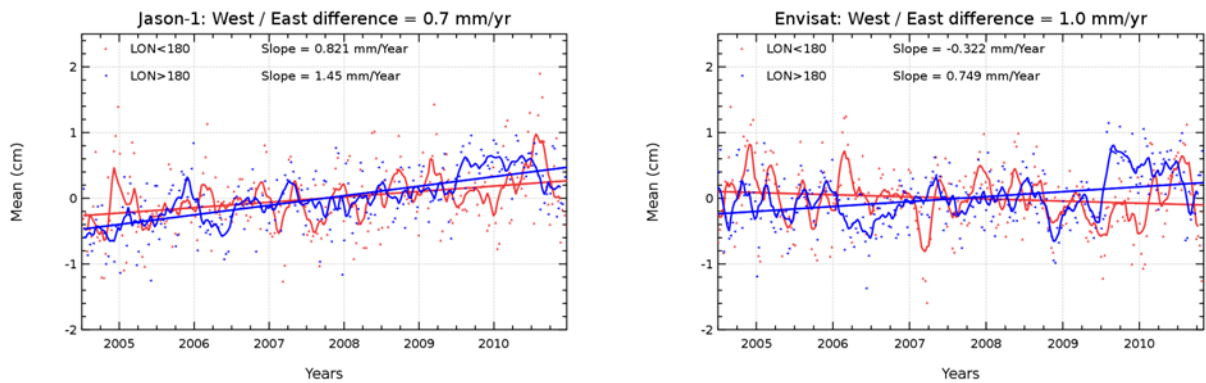 Jason-1: West / East difference = 0.7 mm/yr
LON<180 Slope = 0.821 mm/Year
LON>180 Slope = 1.45 mm/Year
2
1
0
-1
-2
Mean (cm)
2005 2006 2007 2008 2009 2010
Years
Envisat: West / East difference = 1.0 mm/yr
LON<180 Slope = -0.322 mm/Year
LON>180 Slope = 0.749 mm/Year
2
1
0
-1
-2
Mean (cm)
2005 2006 2007 2008 2009 2010
Years